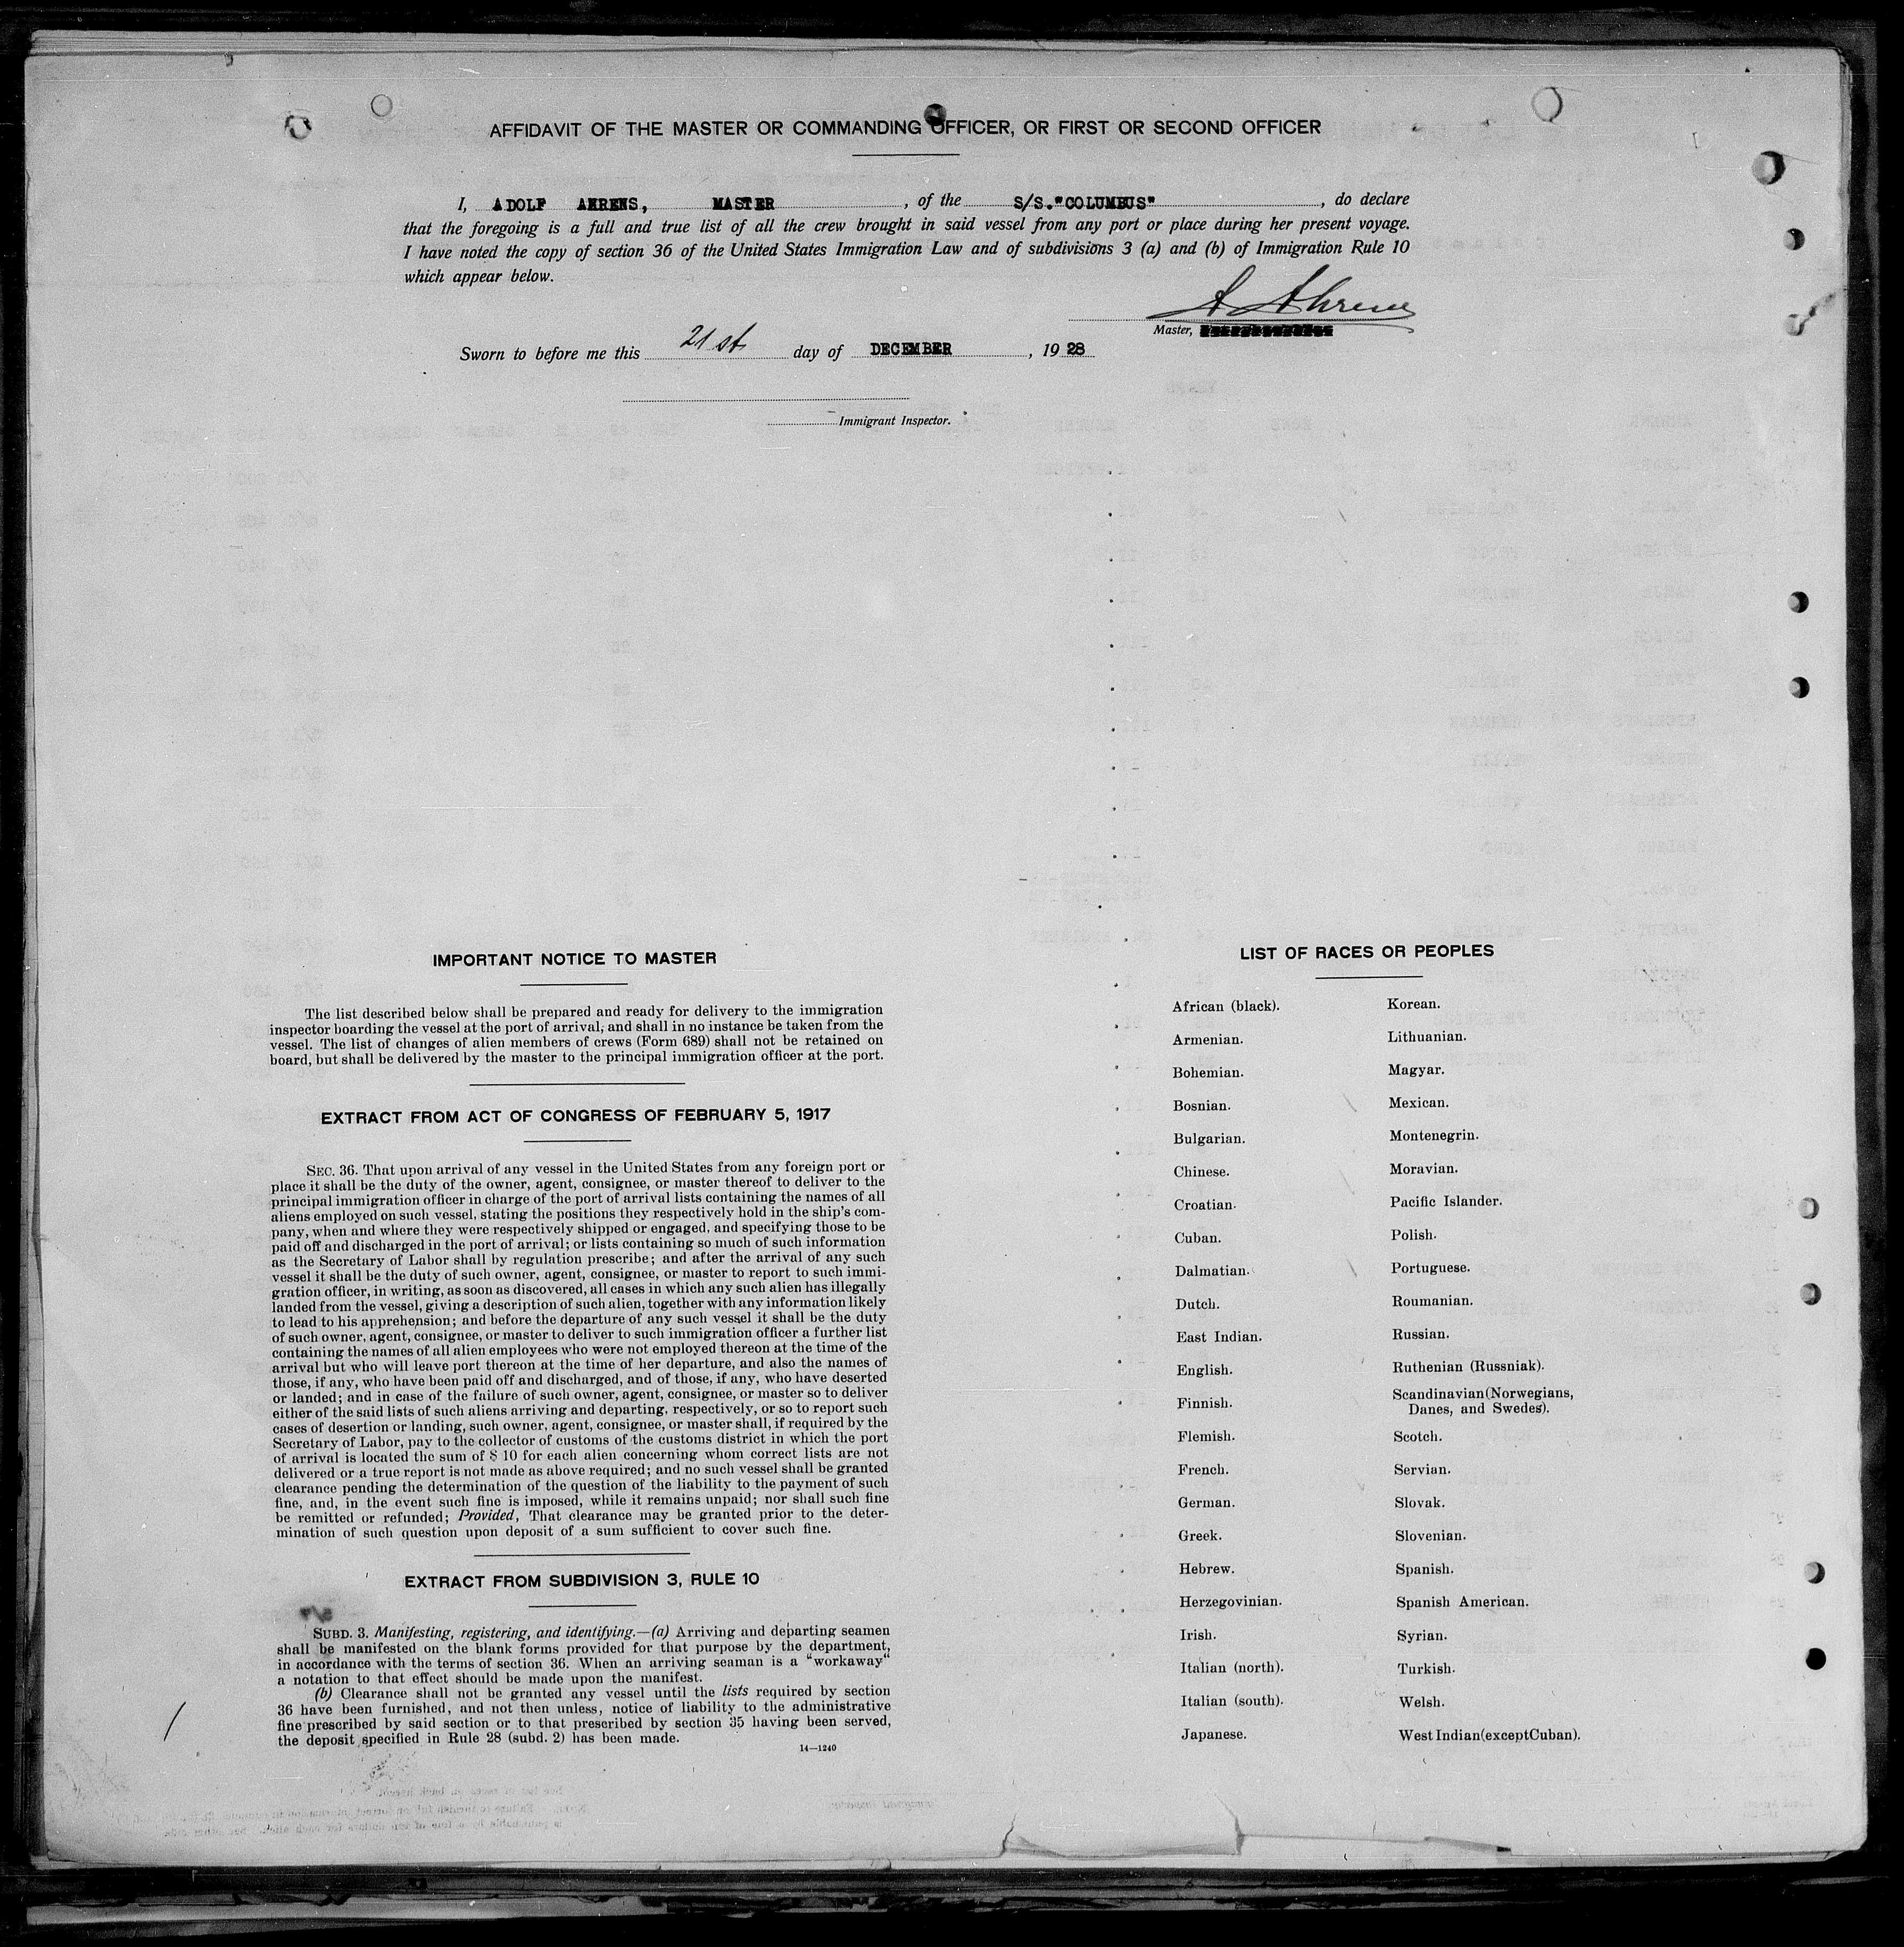 AFFIDAVIT OF THE MASTER OR COMMANDING OFFICER, OR FIRST OR SECOND OFFICER
I, ADOLF AHRENS, MASTER, of the S/S."COLUMBUS", do declare
that the foregoing is a full and true list of all the crew brought in said vessel from any port or place during her present voyage.
I have noted the copy of section 36 of the United States Immigration Law and of subdivisions 3 (a) and (b) of Immigration Rule 10
which appear below.
A Ahrens
Master,
Sworn to before me this 21st day of DECEMBER, 1928
Immigrant Inspector.
IMPORTANT NOTICE TO MASTER
The list described below shall be prepared and ready for delivery to the immigration
inspector boarding the vessel at the port of arrival, and shall in no instance be taken from the
vessel. The list of changes of alien members of crews (Form 689) shall not be retained on
board, but shall be delivered by the master to the principal immigration officer at the port.
EXTRACT FROM ACT OF CONGRESS OF FEBRUARY 5, 1917
SEC. 36. That upon arrival of any vessel in the United States from any foreign port or
place it shall be the duty of the owner, agent, consignee, or master thereof to deliver to the
principal immigration officer in charge of the port of arrival lists containing the names of all
aliens employed on such vessel, stating the positions they respectively hold in the ship's com-
pany, when and where they were respectively shipped or engaged, and specifying those to be
paid off and discharged in the port of arrival; or lists containing so much of such information
as the Secretary of Labor shall by regulation prescribe; and after the arrival of any such
vessel it shall be the duty of such owner, agent, consignee, or master to report to such immi-
gration officer, in writing, as soon as discovered, all cases in which any such alien has illegally
landed from the vessel, giving a description of such alien, together with any information likely
to lead to his apprehension; and before the departure of any such vessel it shall be the duty
of such owner, agent, consignee, or master to deliver to such immigration officer a further list
containing the names of all alien employees who were not employed thereon at the time of the
arrival but who will leave port thereon at the time of her departure, and also the names of
those, if any, who have been paid off and discharged, and of those, if any, who have deserted
or landed; and in case of the failure of such owner, agent, consignee, or master so to deliver
either of the said lists of such aliens arriving and departing, respectively, or so to report such
cases of desertion or landing, such owner, agent, consignee, or master shall, if required by the
Secretary of Labor, pay to the collector of customs of the customs district in which the port
of arrival is located the sum of $ 10 for each alien concerning whom correct lists are not
delivered or a true report is not made as above required; and no such vessel shall be granted
clearance pending the determination of the question of the liability to the payment of such
fine, and, in the event such fine is imposed, while it remains unpaid; nor shall such fine
be remitted or refunded; Provided, That clearance may be granted prior to the deter-
mination of such question upon deposit of a sum sufficient to cover such fine.
EXTRACT FROM SUBDIVISION 3, RULE 10
SUBD. 3. Manifesting, registering, and identifying.—(a) Arriving and departing seamen
shall be manifested on the blank forms provided for that purpose by the department,
in accordance with the terms of section 36. When an arriving seaman is a "workaway"
a notation to that effect should be made upon the manifest.
(b) Clearance shall not be granted any vessel until the lists required by section
36 have been furnished, and not then unless, notice of liability to the administrative
fine prescribed by said section or to that prescribed by section 35 having been served,
the deposit specified in Rule 28 (subd. 2) has been made.
14—1240
LIST OF RACES OR PEOPLES
African (black).
Armenian.
Bohemian.
Bosnian.
Bulgarian.
Chinese.
Croatian.
Cuban.
Dalmatian.
Dutch.
East Indian.
English.
Finnish.
Flemish.
French.
German.
Greek.
Hebrew.
Herzegovinian.
Irish.
Italian (north).
Italian (south).
Japanese.
Korean.
Lithuanian.
Magyar.
Mexican.
Montenegrin.
Moravian.
Pacific Islander.
Polish.
Portuguese.
Roumanian.
Russian.
Ruthenian (Russniak).
Scandinavian(Norwegians,
Danes, and Swedes).
Scotch.
Servian.
Slovak.
Slovenian.
Spanish.
Spanish American.
Syrian.
Turkish.
Welsh.
West Indian(exceptCuban).